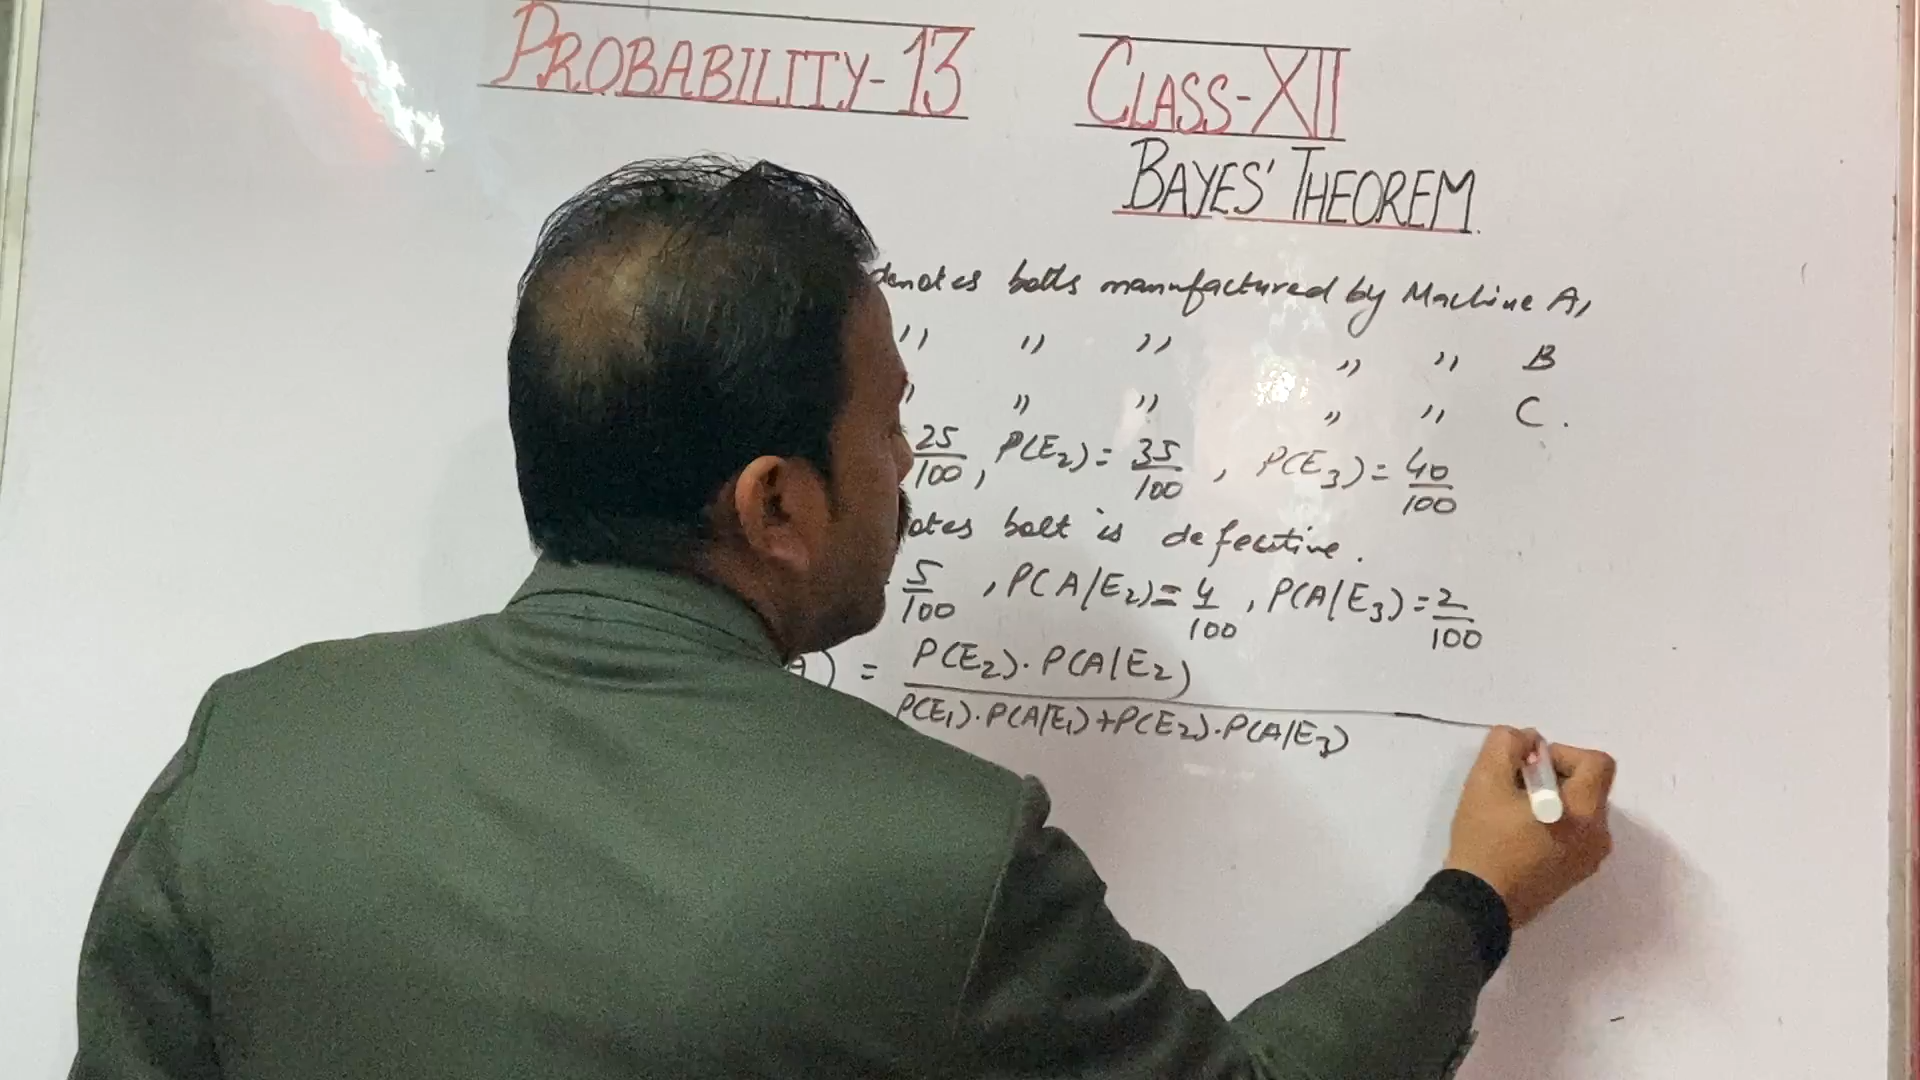 PROBABILITY-13 CLASS-XII
BAYES' THEOREM.
denotes bolts manufactured by Machine A,
" " " " " B
" " " " " C.
25/100, P(E₂) = 35/100, P(E₃) = 40/100
otes bolt is defective.
5/100, P(A/E₂) = 4/100, P(A/E₃) = 2/100
A) = P(E₂). P(A/E₂)
P(E₁). P(A/E₁) + P(E₂). P(A/E₃)